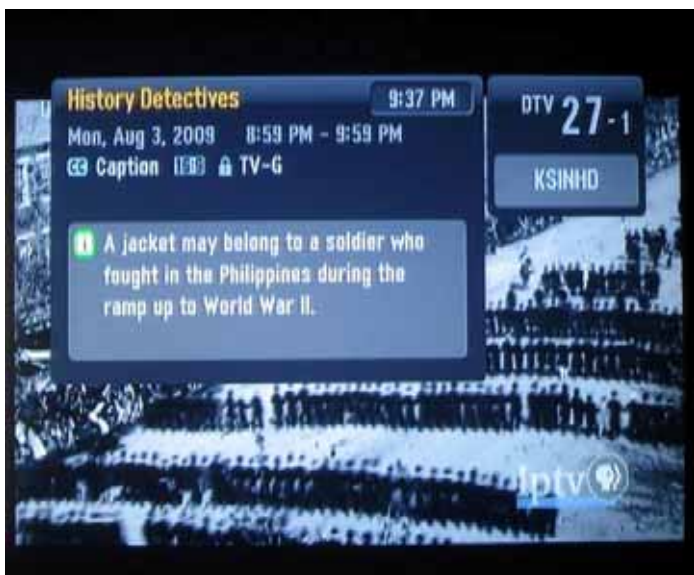 History Detectives 9:37 PM
Mon, Aug 3, 2009 8:59 PM - 9:59 PM
CC Caption TV-G
DTV 27-1
KSINHD
i A jacket may belong to a soldier who
fought in the Philippines during the
ramp up to World War II.
Iptv